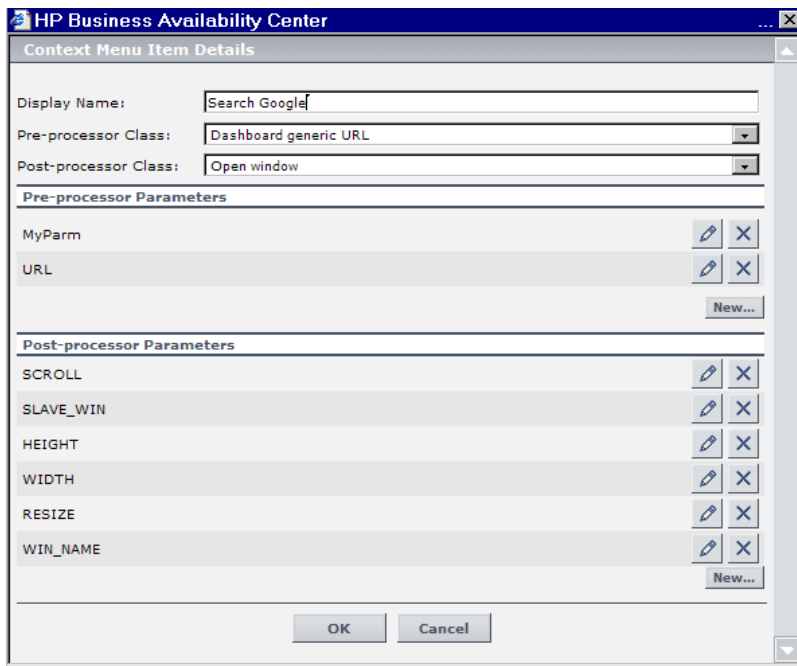 HP Business Availability Center ...
Context Menu Item Details
Display Name: Search Google
Pre-processor Class: Dashboard generic URL
Post-processor Class: Open window
Pre-processor Parameters
MyParm
URL
New...
Post-processor Parameters
SCROLL
SLAVE_WIN
HEIGHT
WIDTH
RESIZE
WIN_NAME
New...
OK Cancel